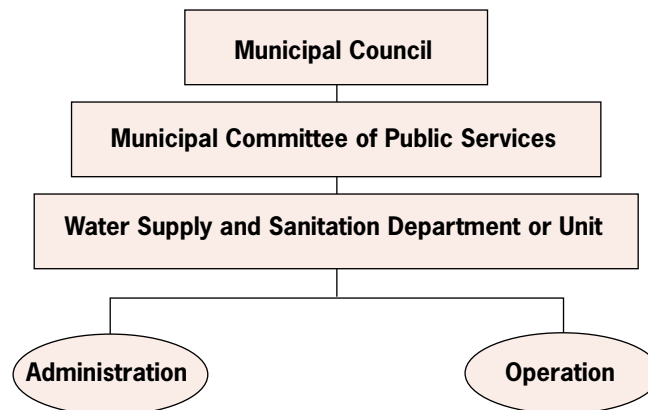 Municipal Council
Municipal Committee of Public Services
Water Supply and Sanitation Department or Unit
Administration
Operation